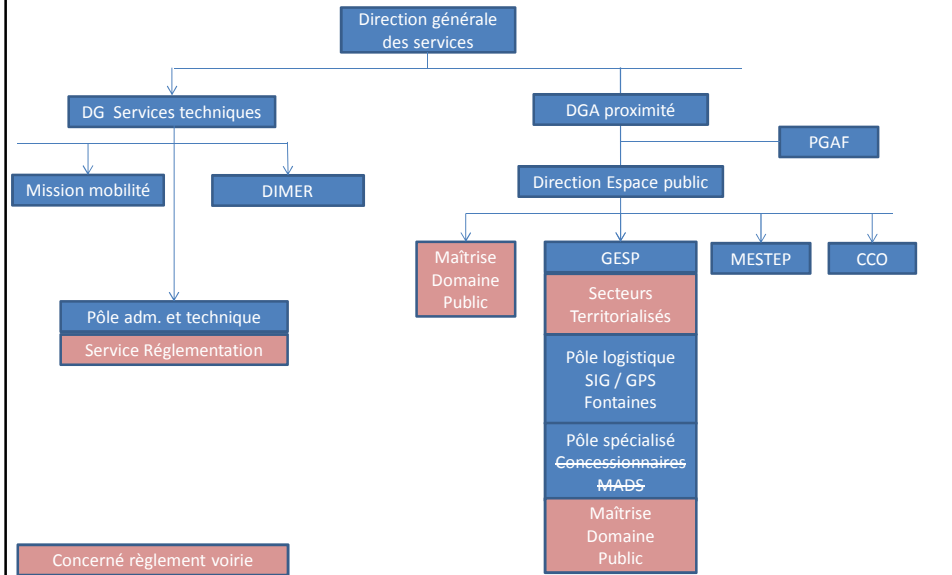 Direction générale
des services
DG Services techniques
DGA proximité
PGAF
Mission mobilité
DIMER
Direction Espace public
Maîtrise
Domaine
Public
GESP
MESTEP
CCO
Secteurs
Territorialisés
Pôle adm. et technique
Service Réglementation
Pôle logistique
SIG / GPS
Fontaines
Pôle spécialisé
Concessionnaires
MADS
Maîtrise
Domaine
Public
Concerné règlement voirie